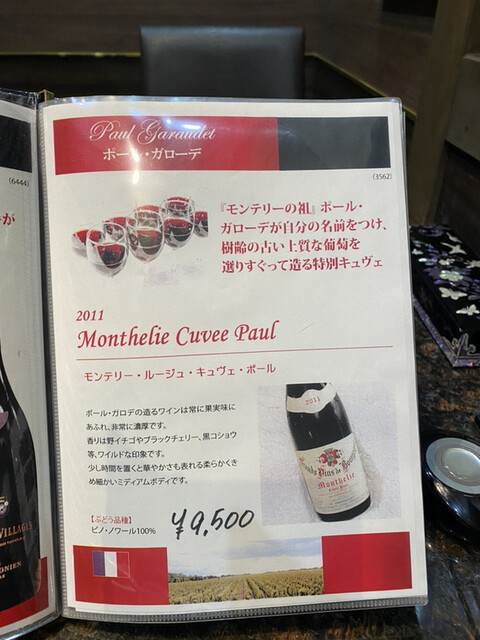 Paul Garaudet
ポール・ガローデ
(6444)
(3562)
が
『モンテリーの祖』ポール・
ガローデが自分の名前をつけ、
樹齢の古い上質な葡萄を
選りすぐって造る特別キュヴェ
2011
Monthelie Cuvee Paul
モンテリー・ルージュ・キュヴェ・ポール
ポール・ガロデの造るワインは常に果実味に
あふれ、非常に濃厚です。
香りは野イチゴやブラックチェリー、黒コショウ
等、ワイルドな印象です。
少し時間を置くと華やかさも表れる柔らかくき
め細かいミディアムボディです。
2011
Vins de
Monthelie
【ぶどう品種】
ピノ・ノワール100%
¥9,500
VILLAGES